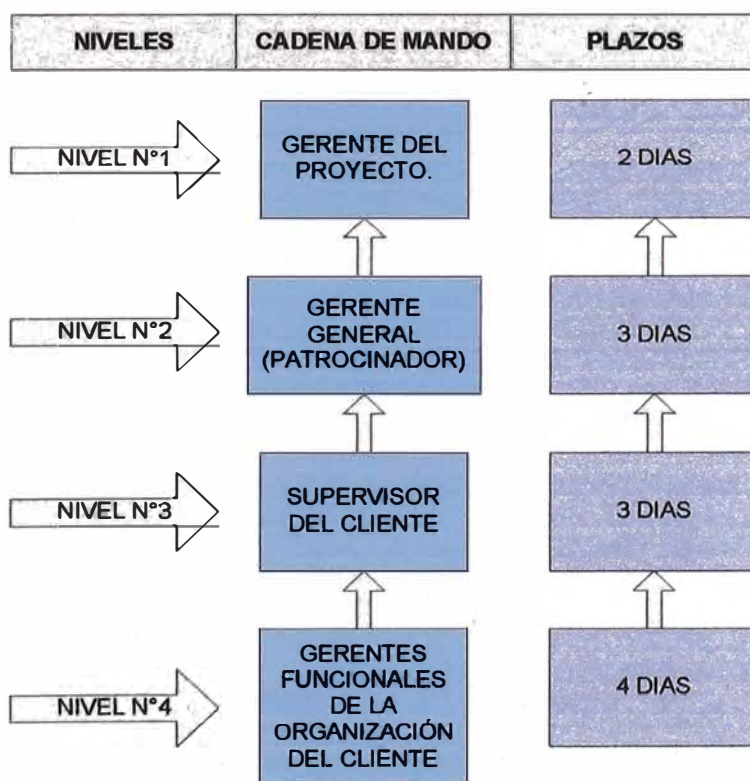 NIVELES
CADENA DE MANDO
PLAZOS
NIVEL N°1
GERENTE DEL
PROYECTO.
2 DIAS
NIVEL N°2
GERENTE
GENERAL
(PATROCINADOR)
3 DIAS
NIVEL N°3
SUPERVISOR
DEL CLIENTE
3 DIAS
NIVEL N°4
GERENTES
FUNCIONALES
DE LA
ORGANIZACIÓN
DEL CLIENTE
4 DIAS